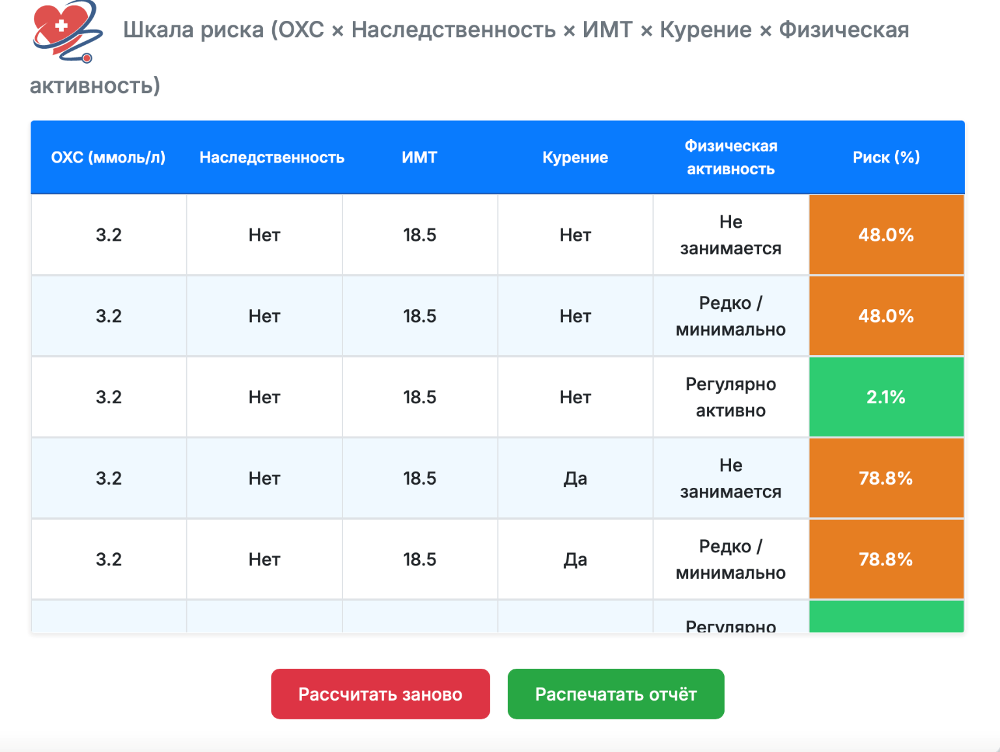 Шкала риска (ОХС × Наследственность × ИМТ × Курение × Физическая
активность)
ОХС (ммоль/л) Наследственность ИМТ Курение Физическая активность Риск (%)
3.2 Нет 18.5 Нет Не занимается 48.0%
3.2 Нет 18.5 Нет Редко / минимально 48.0%
3.2 Нет 18.5 Нет Регулярно активно 2.1%
3.2 Нет 18.5 Да Не занимается 78.8%
3.2 Нет 18.5 Да Редко / минимально 78.8%
Регулярно
Рассчитать заново Распечатать отчёт